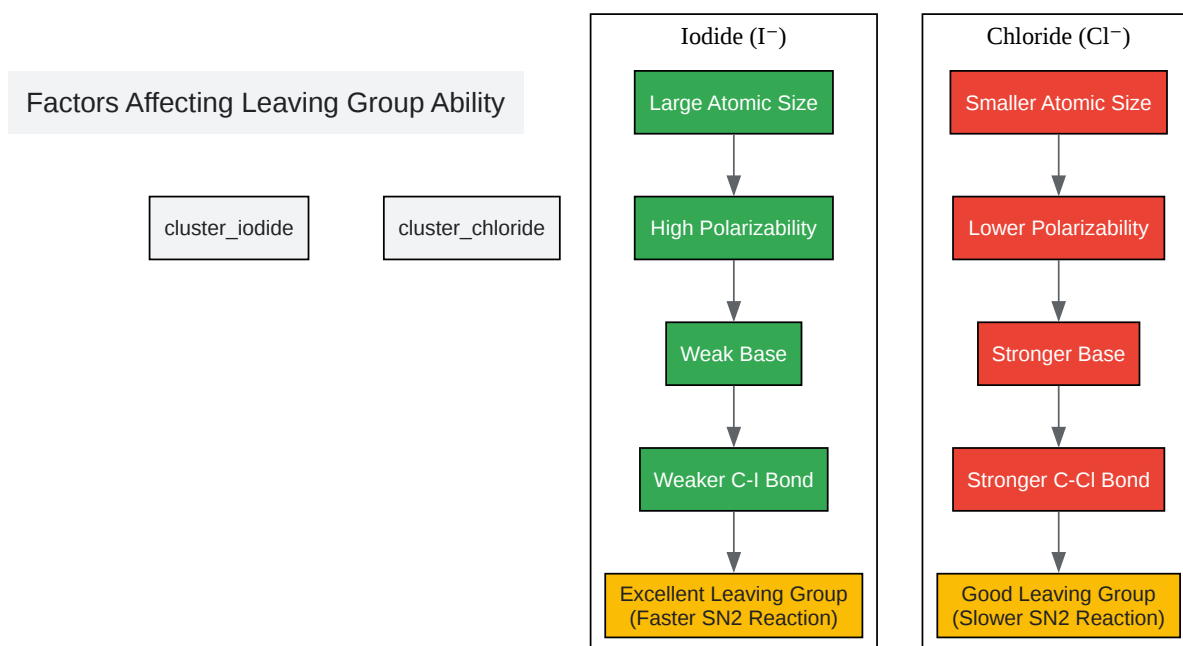 Factors Affecting Leaving Group Ability
cluster_iodide
cluster_chloride
Iodide (I⁻)
Large Atomic Size
High Polarizability
Weak Base
Weaker C-I Bond
Excellent Leaving Group
(Faster SN2 Reaction)
Chloride (Cl⁻)
Smaller Atomic Size
Lower Polarizability
Stronger Base
Stronger C-Cl Bond
Good Leaving Group
(Slower SN2 Reaction)